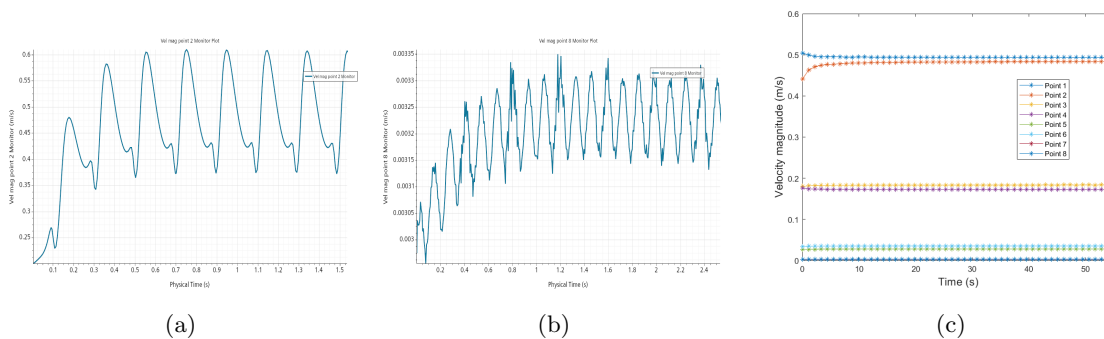 Vel mag point 2 Monitor Plot
Vel mag point 2 Monitor (m/s)
0.6
0.55
0.5
0.45
0.4
0.35
0.3
0.25
Vel mag point 2 Monitor
0.1 0.2 0.3 0.4 0.5 0.6 0.7 0.8 0.9 1 1.1 1.2 1.3 1.4 1.5
Physical Time (s)
(a)
Vel mag point 8 Monitor Plot
Vel mag point 8 Monitor (m/s)
0.00335
0.0033
0.00325
0.0032
0.00315
0.0031
0.00305
0.003
Vel mag point 8 Monitor
0.2 0.4 0.6 0.8 1 1.2 1.4 1.6 1.8 2 2.2 2.4
Physical Time (s)
(b)
Velocity magnitude (m/s)
0.6
0.5
0.4
0.3
0.2
0.1
0
Point 1
Point 2
Point 3
Point 4
Point 5
Point 6
Point 7
Point 8
0 10 20 30 40 50
Time (s)
(c)